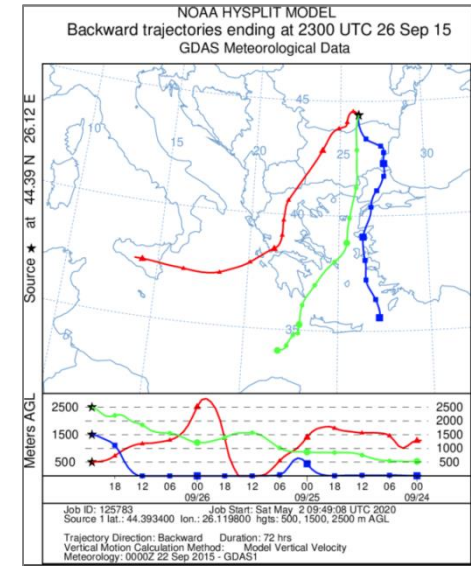 NOAA HYSPLIT MODEL
Backward trajectories ending at 2300 UTC 26 Sep 15
GDAS Meteorological Data
Source ★ at 44.39 N 26.12 E
10
15
20
25
30
45
40
35
Meters AGL
2500
1500
500
2500
2000
1500
1000
500
18 12 06 00 18 12 06 00 18 12 06 00
09/26 09/25 09/24
Job ID: 125783 Job Start: Sat May 2 09:49:08 UTC 2020
Source 1 lat.: 44.393400 lon.: 26.119800 hgts: 500, 1500, 2500 m AGL
Trajectory Direction: Backward Duration: 72 hrs
Vertical Motion Calculation Method: Model Vertical Velocity
Meteorology: 0000Z 22 Sep 2015 - GDAS1